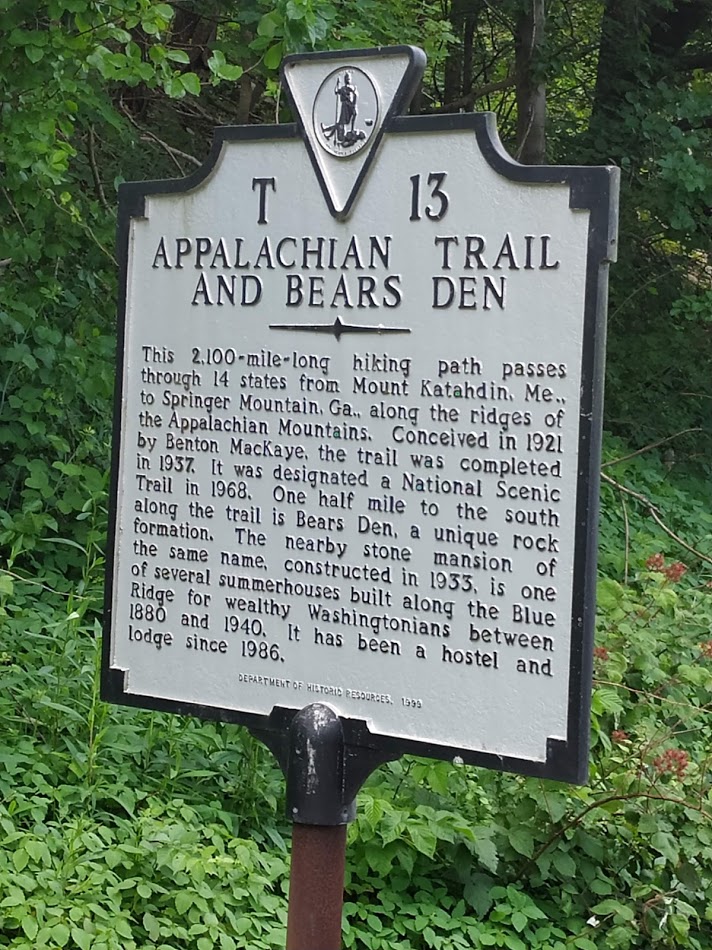 T 13
APPALACHIAN TRAIL
AND BEARS DEN
This 2,100-mile-long hiking path passes
through 14 states from Mount Katahdin, Me.,
to Springer Mountain, Ga., along the ridges of
the Appalachian Mountains. Conceived in 1921
by Benton MacKaye, the trail was completed
in 1937. It was designated a National Scenic
Trail in 1968. One half mile to the south
along the trail is Bears Den, a unique rock
formation. The nearby stone mansion of
the same name, constructed in 1933, is one
of several summerhouses built along the Blue
Ridge for wealthy Washingtonians between
1880 and 1940. It has been a hostel and
lodge since 1986.
DEPARTMENT OF HISTORIC RESOURCES, 1999